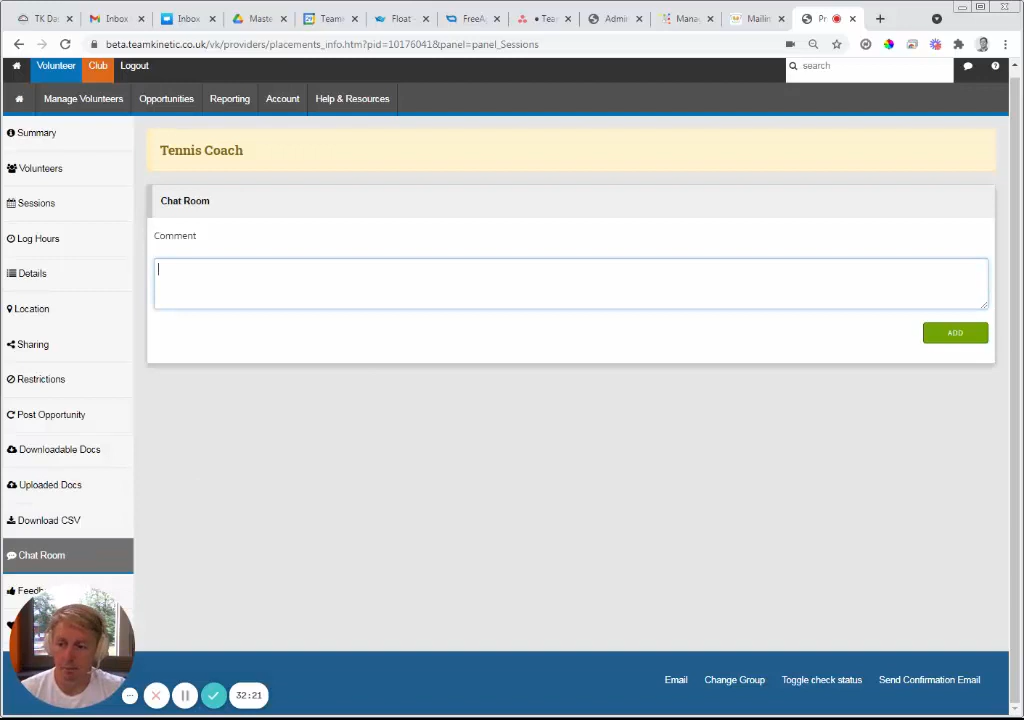 TK Da
Inbox
Inbox
Maste
Team
Float
FreeA
Tea
Admi
Mana
Mailin
Pr
beta.teamkinetic.co.uk/vk/providers/placements_info.htm?pid=10176041&panel=panel_Sessions
Volunteer
Club
Logout
search
Manage Volunteers
Opportunities
Reporting
Account
Help & Resources
Summary
Volunteers
Sessions
Log Hours
Details
Location
Sharing
Restrictions
Post Opportunity
Downloadable Docs
Uploaded Docs
Download CSV
Chat Room
Feedb
Tennis Coach
Chat Room
Comment
ADD
Email
Change Group
Toggle check status
Send Confirmation Email
32:21